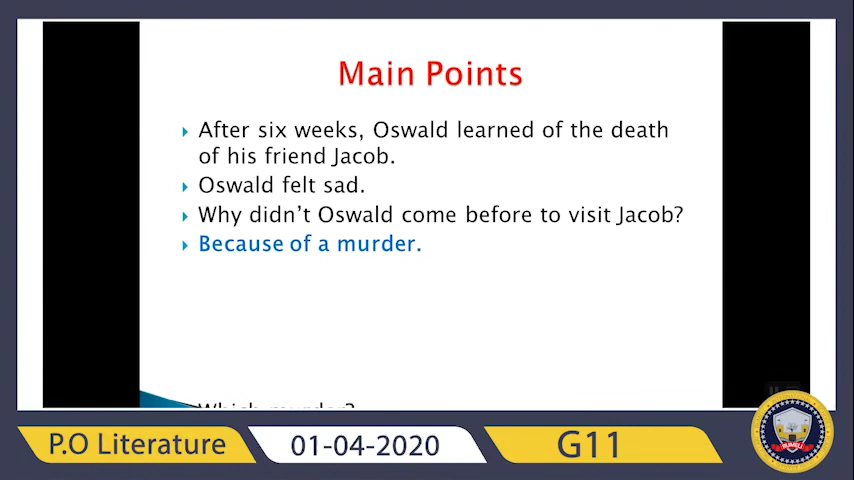 Main Points
After six weeks, Oswald learned of the death
of his friend Jacob.
Oswald felt sad.
Why didn't Oswald come before to visit Jacob?
Because of a murder.
Which murder?
P.O Literature
01-04-2020
G11